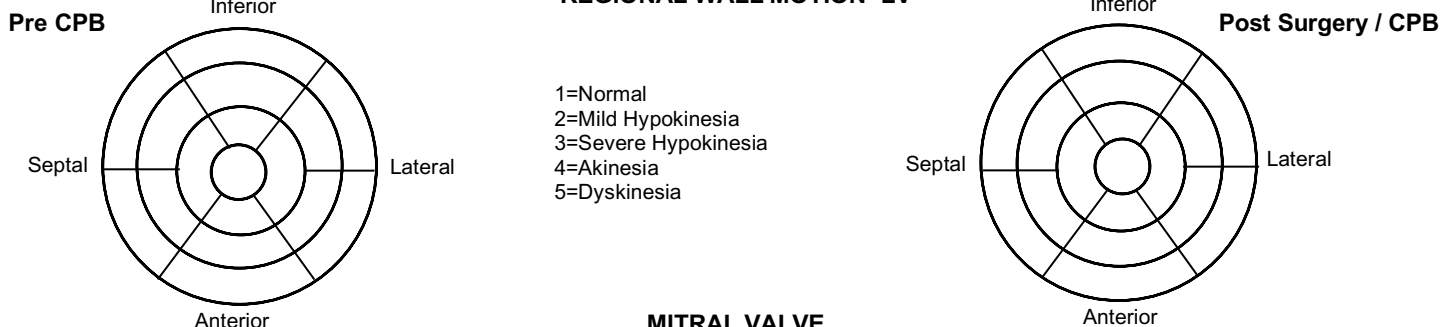 REGIONAL WALL MOTION LV
Pre CPB
Inferior
Septal
Lateral
Anterior
1=Normal
2=Mild Hypokinesia
3=Severe Hypokinesia
4=Akinesia
5=Dyskinesia
Post Surgery / CPB
Inferior
Septal
Lateral
Anterior
MITRAL VALVE